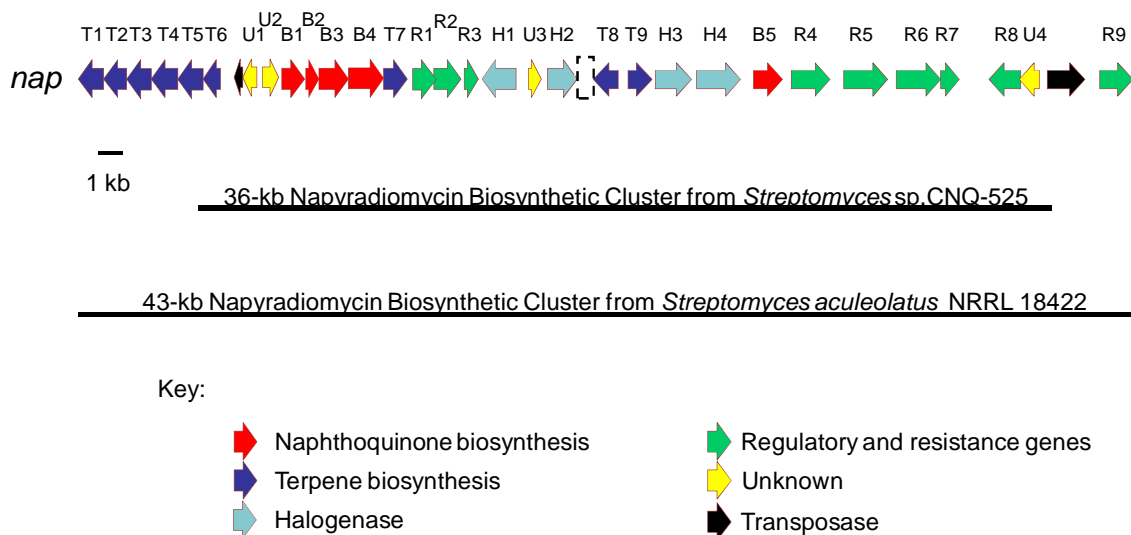 T1 T2 T3 T4 T5 T6 U1 U2 B1 B2 B3 B4 T7 R1 R2 R3 H1 U3 H2 T8 T9 H3 H4 B5 R4 R5 R6 R7 R8 U4 R9
nap
1 kb
36-kb Napyradiomycin Biosynthetic Cluster from Streptomyces sp.CNQ-525
43-kb Napyradiomycin Biosynthetic Cluster from Streptomyces aculeolatus NRRL 18422
Key:
Naphthoquinone biosynthesis Regulatory and resistance genes
Terpene biosynthesis Unknown
Halogenase Transposase